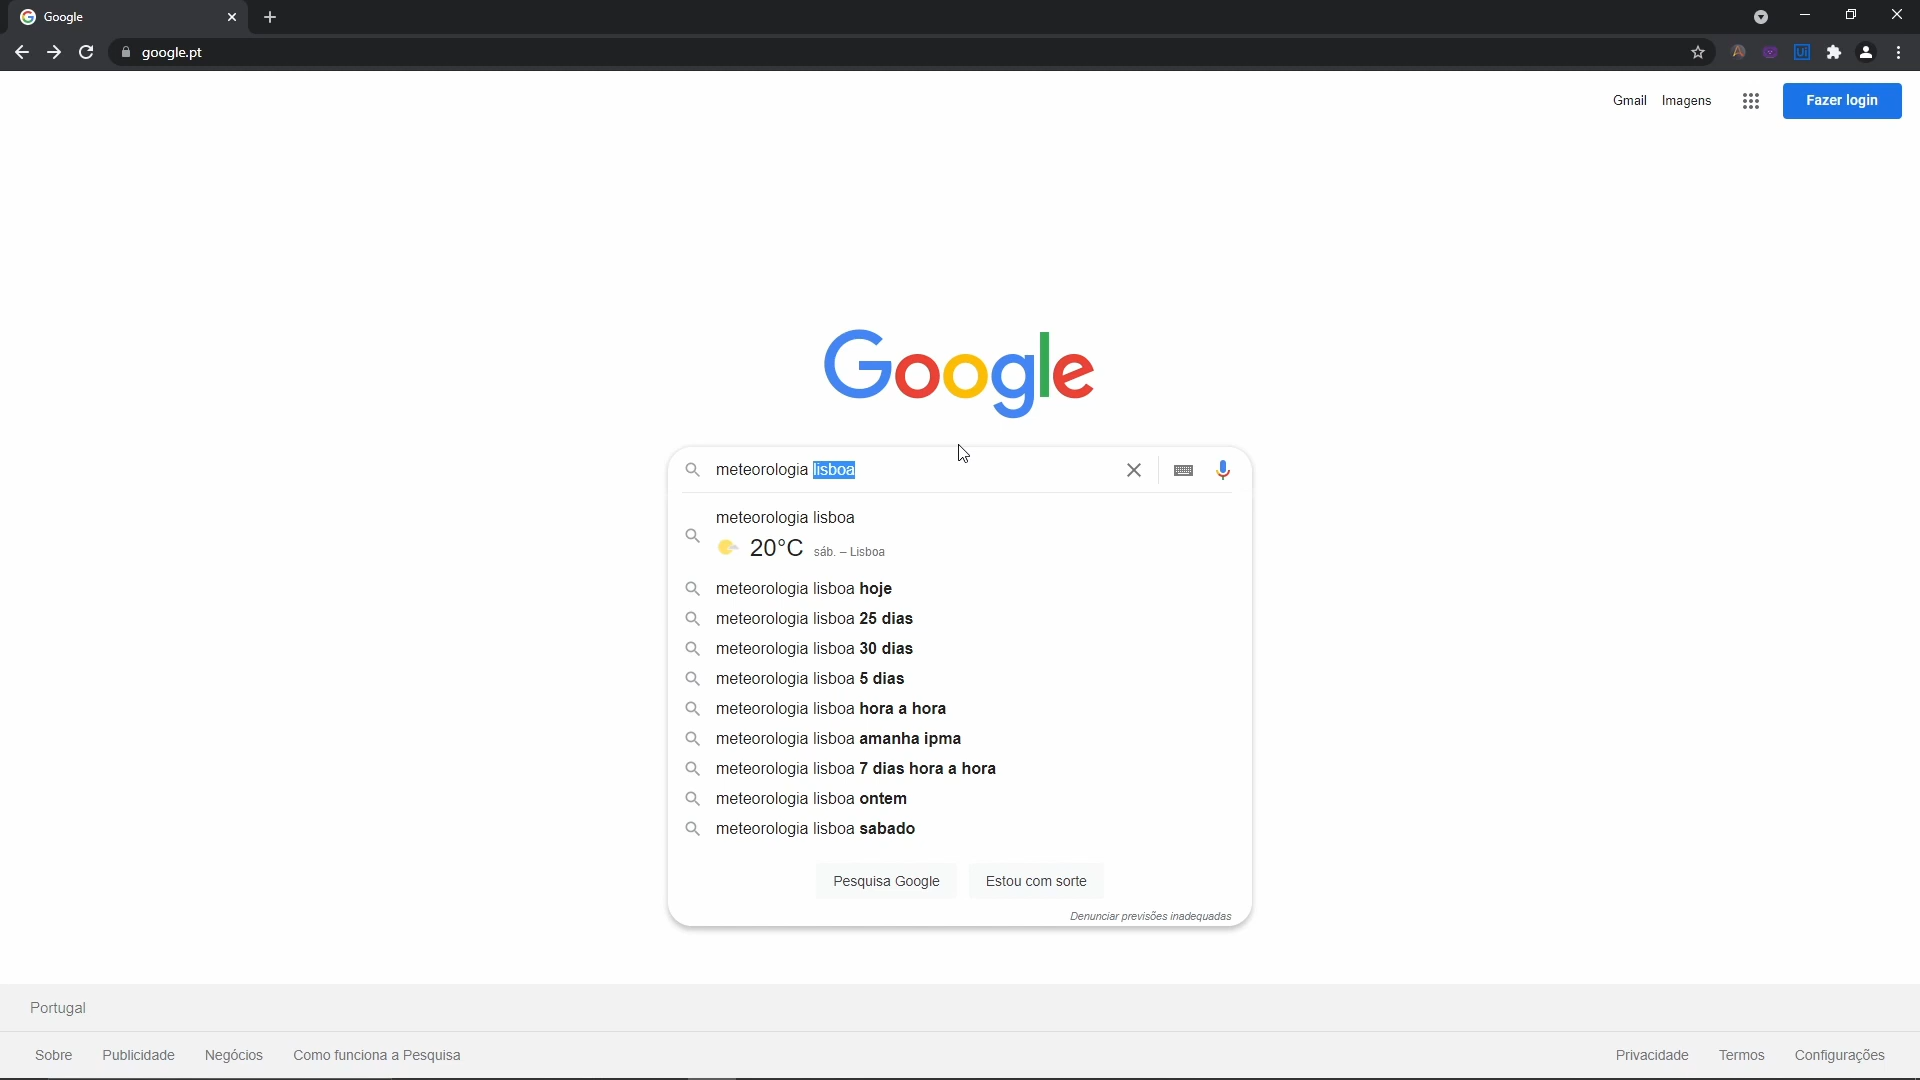 Google
google.pt
Gmail Imagens Fazer login
Google
meteorologia lisboa
meteorologia lisboa
20°C sáb. – Lisboa
meteorologia lisboa hoje
meteorologia lisboa 25 dias
meteorologia lisboa 30 dias
meteorologia lisboa 5 dias
meteorologia lisboa hora a hora
meteorologia lisboa amanha ipma
meteorologia lisboa 7 dias hora a hora
meteorologia lisboa ontem
meteorologia lisboa sabado
Pesquisa Google Estou com sorte
Denunciar previsões inadequadas
Portugal
Sobre Publicidade Negócios Como funciona a Pesquisa Privacidade Termos Configurações